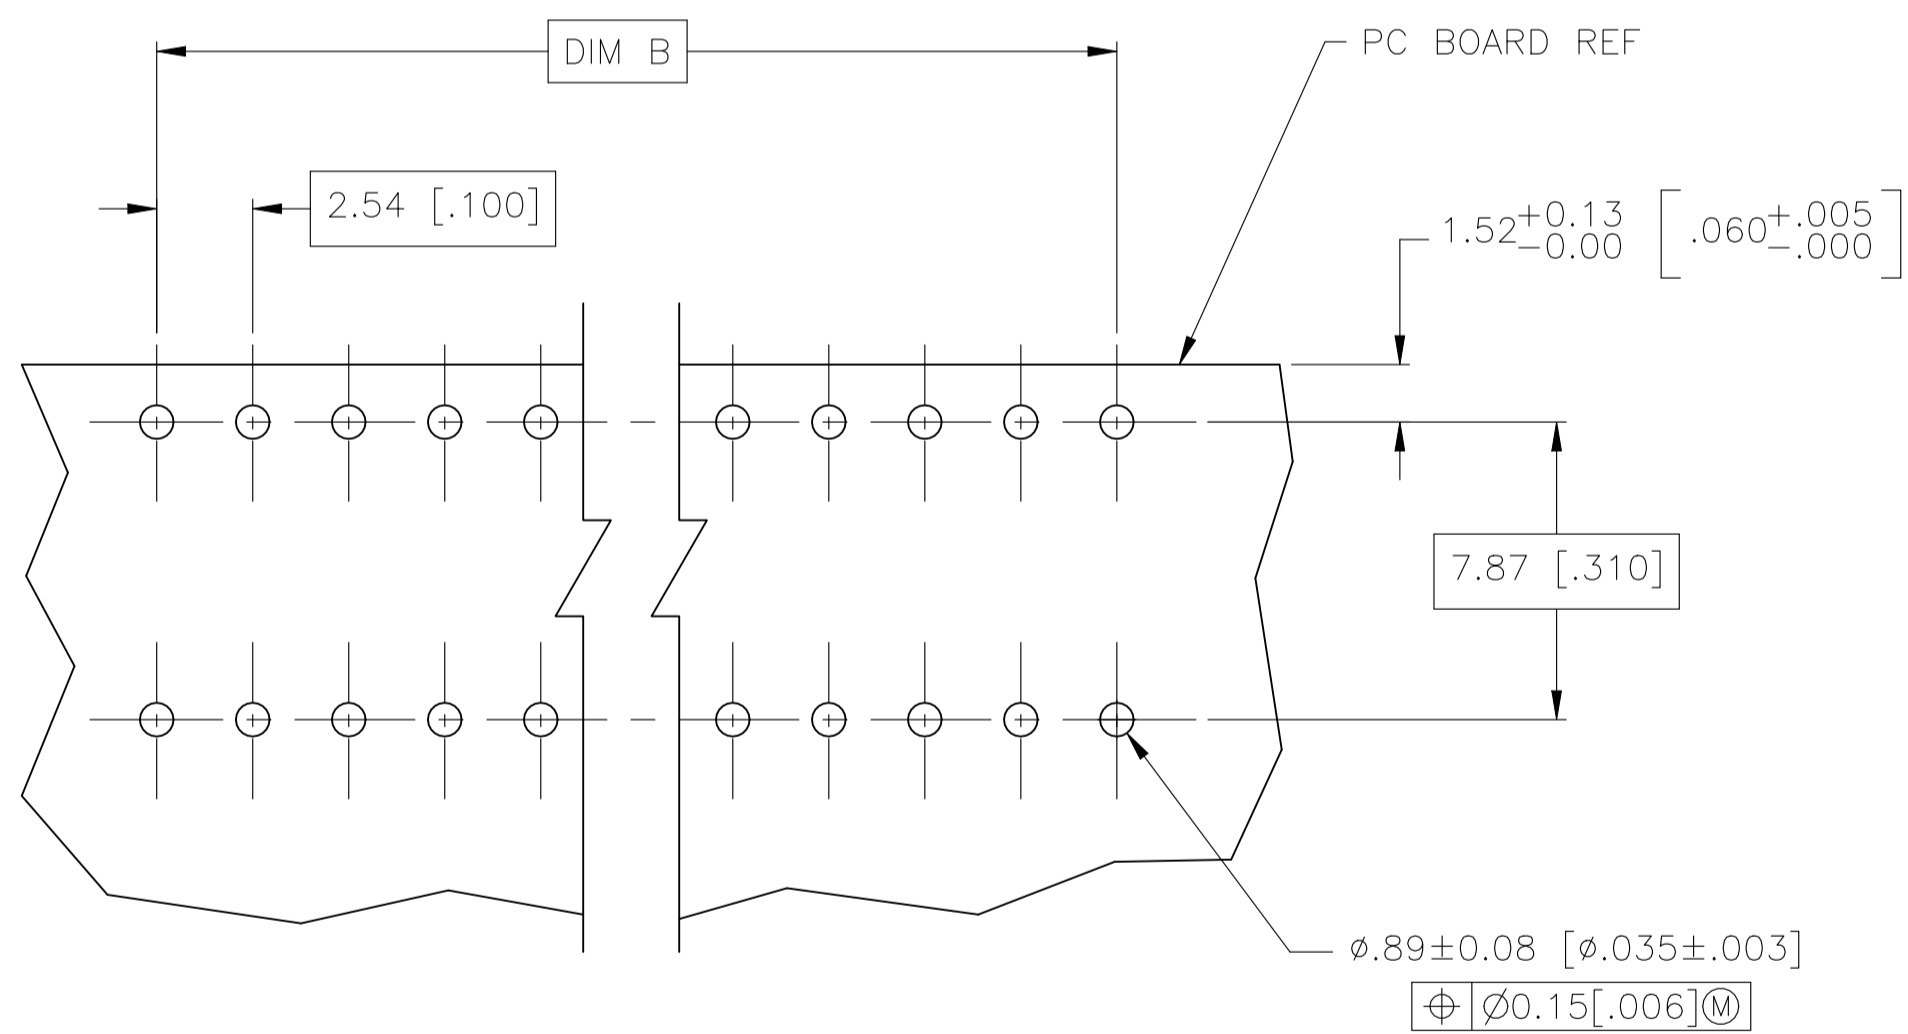 DIM B
PC BOARD REF
2.54 [.100]
1.52 +0.13 -0.00 [.060 +.005 -.000]
7.87 [.310]
⌀.89±0.08 [⌀.035±.003]
⌖ ⌀0.15[.006]Ⓜ